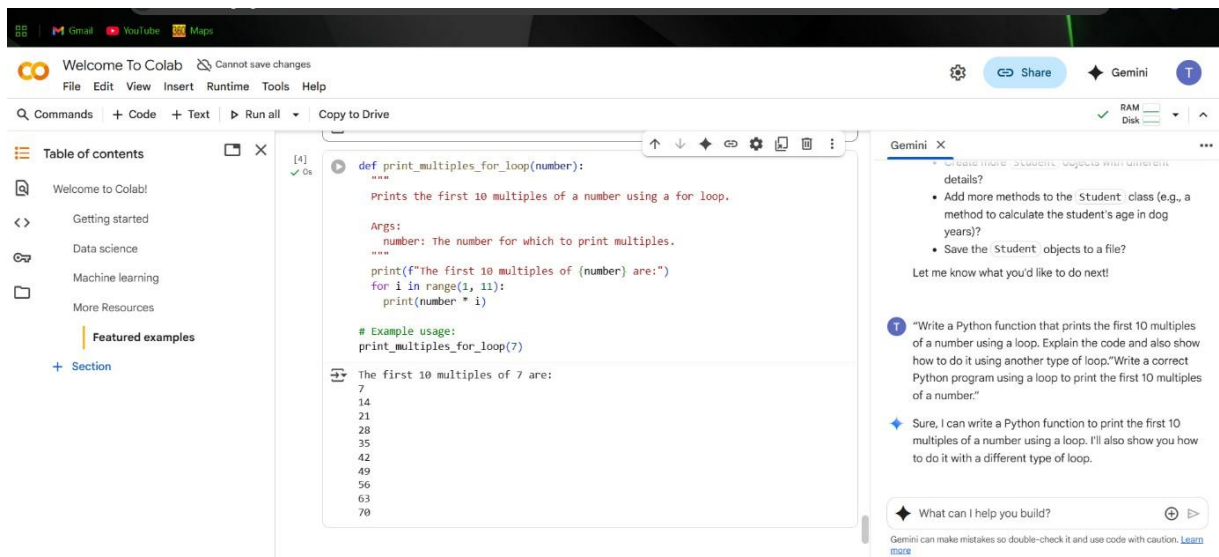 Gmail YouTube Maps
Welcome To Colab Cannot save changes
File Edit View Insert Runtime Tools Help
Share
Gemini
T
Commands + Code + Text Run all Copy to Drive
RAM
Disk
Table of contents
Welcome to Colab!
Getting started
Data science
Machine learning
More Resources
Featured examples
+ Section
[4]
0s
def print_multiples_for_loop(number):
"""
Prints the first 10 multiples of a number using a for loop.
Args:
number: The number for which to print multiples.
"""
print(f"The first 10 multiples of {number} are:")
for i in range(1, 11):
print(number * i)
# Example usage:
print_multiples_for_loop(7)
The first 10 multiples of 7 are:
7
14
21
28
35
42
49
56
63
70
Gemini
• Create more Student objects with different
details?
• Add more methods to the Student class (e.g., a
method to calculate the student's age in dog
years)?
• Save the Student objects to a file?
Let me know what you'd like to do next!
T
"Write a Python function that prints the first 10 multiples
of a number using a loop. Explain the code and also show
how to do it using another type of loop."Write a correct
Python program using a loop to print the first 10 multiples
of a number."
Sure, I can write a Python function to print the first 10
multiples of a number using a loop. I'll also show you how
to do it with a different type of loop.
What can I help you build?
Gemini can make mistakes so double-check it and use code with caution. Learn
more